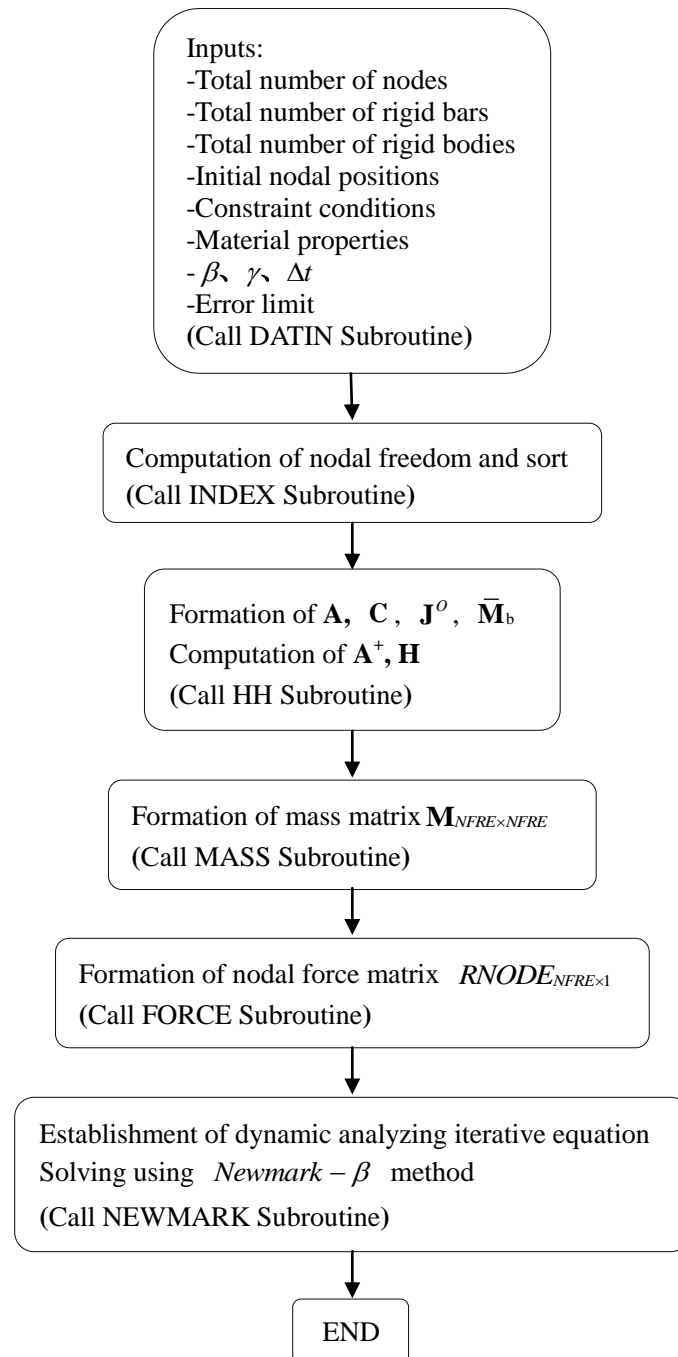 Inputs:
-Total number of nodes
-Total number of rigid bars
-Total number of rigid bodies
-Initial nodal positions
-Constraint conditions
-Material properties
- β、γ、Δt
-Error limit
(Call DATIN Subroutine)
Computation of nodal freedom and sort
(Call INDEX Subroutine)
Formation of A, C , J^O , M̄_b
Computation of A^+, H
(Call HH Subroutine)
Formation of mass matrix M_NFRE×NFRE
(Call MASS Subroutine)
Formation of nodal force matrix RNODE_NFRE×1
(Call FORCE Subroutine)
Establishment of dynamic analyzing iterative equation
Solving using Newmark – β method
(Call NEWMARK Subroutine)
END